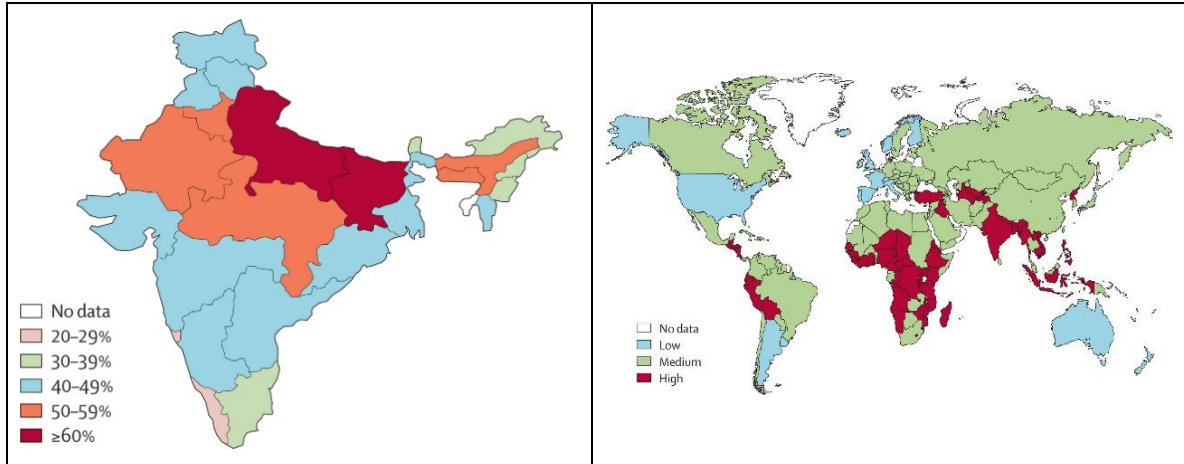 No data
20–29%
30–39%
40–49%
50–59%
≥60%
No data
Low
Medium
High